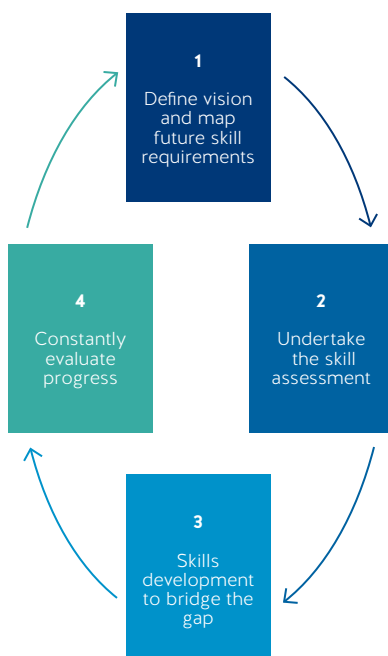 1
Define vision
and map
future skill
requirements
2
Undertake
the skill
assessment
3
Skills
development
to bridge the
gap
4
Constantly
evaluate
progress